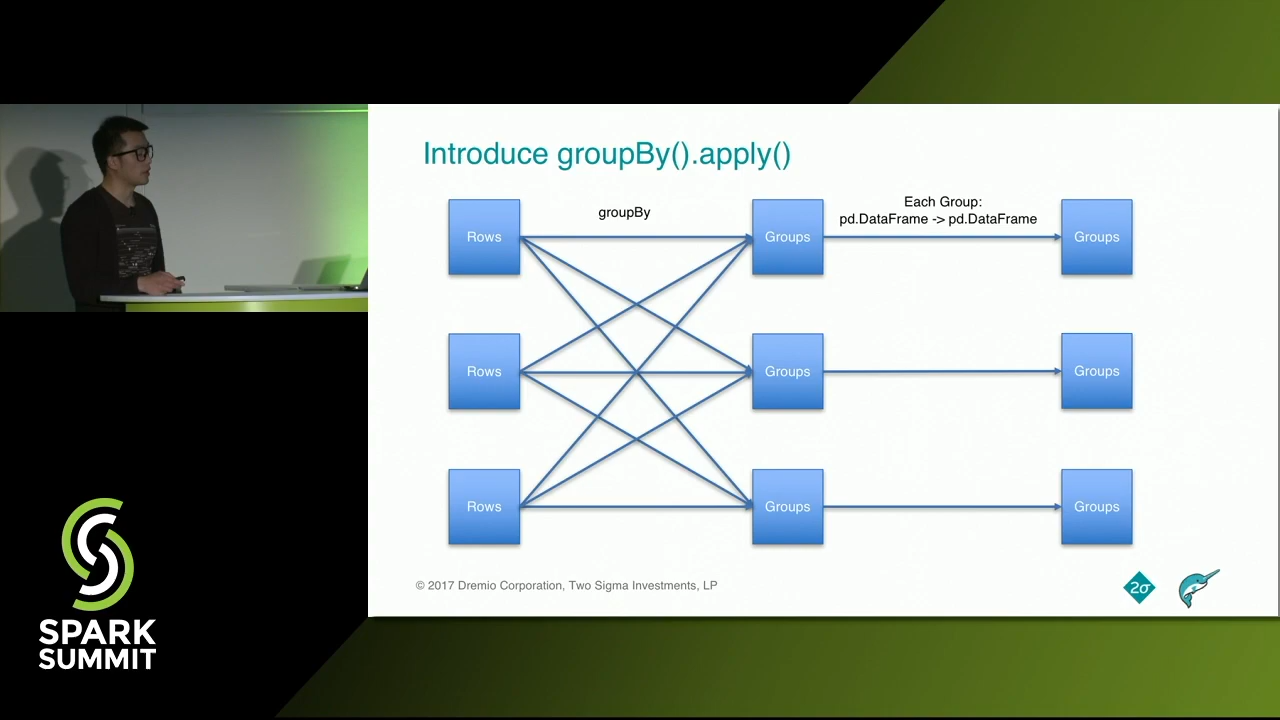 Introduce groupBy().apply()
groupBy
Each Group:
pd.DataFrame -> pd.DataFrame
Rows
Groups
Groups
Rows
Groups
Groups
Rows
Groups
Groups
© 2017 Dremio Corporation, Two Sigma Investments, LP
2σ
SPARK
SUMMIT